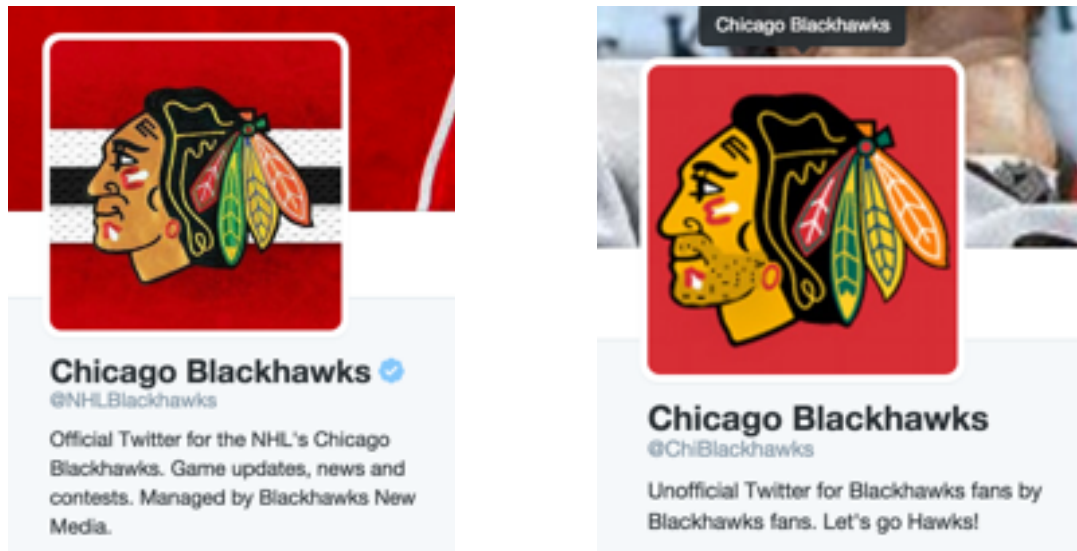 Chicago Blackhawks
@NHLBlackhawks
Official Twitter for the NHL's Chicago
Blackhawks. Game updates, news and
contests. Managed by Blackhawks New
Media.
Chicago Blackhawks
Chicago Blackhawks
@ChiBlackhawks
Unofficial Twitter for Blackhawks fans by
Blackhawks fans. Let's go Hawks!